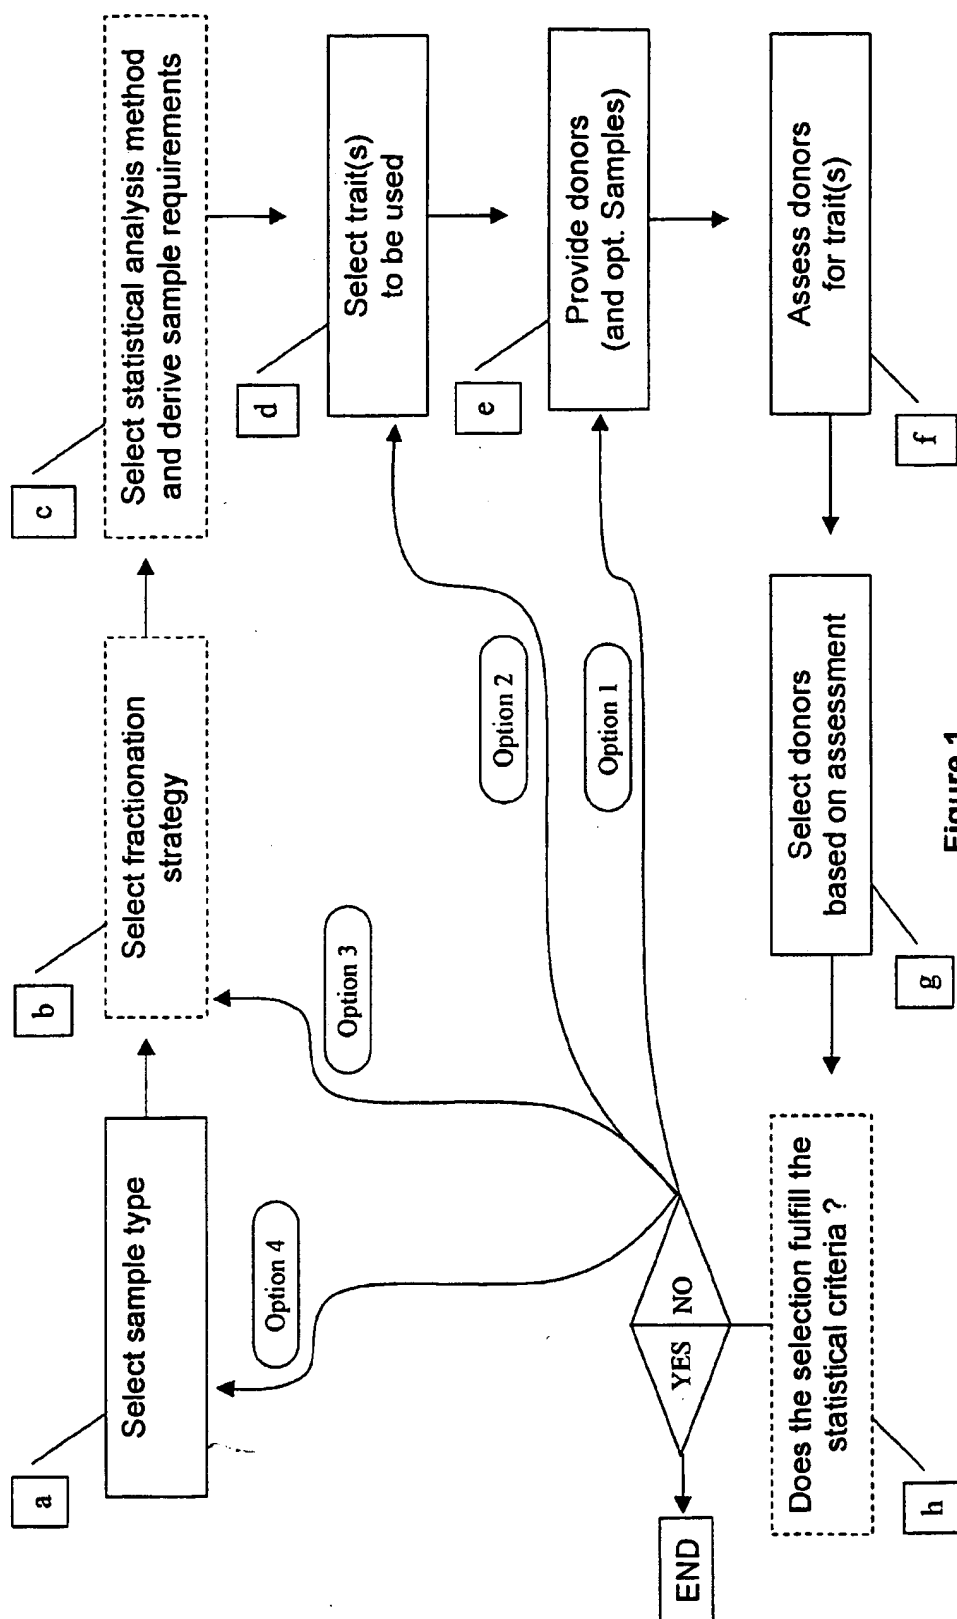 a
Select sample type
b
Select fractionation
strategy
c
Select statistical analysis method
and derive sample requirements
d
Select trait(s)
to be used
e
Provide donors
(and opt. Samples)
f
Assess donors
for trait(s)
g
Select donors
based on assessment
h
Does the selection fulfill the
statistical criteria ?
YES
NO
END
Option 4
Option 3
Option 2
Option 1
Figure 1